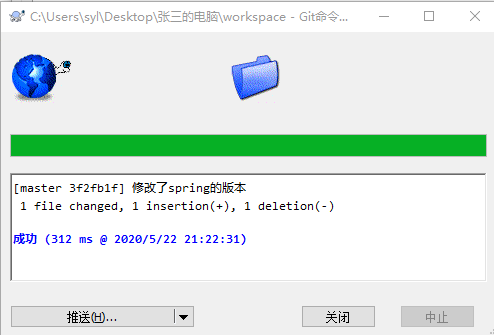 C:\Users\syl\Desktop\张三的电脑\workspace - Git命令...
[master 3f2fb1f] 修改了spring的版本
1 file changed, 1 insertion(+), 1 deletion(-)
成功 (312 ms @ 2020/5/22 21:22:31)
推送(H)...
关闭
中止